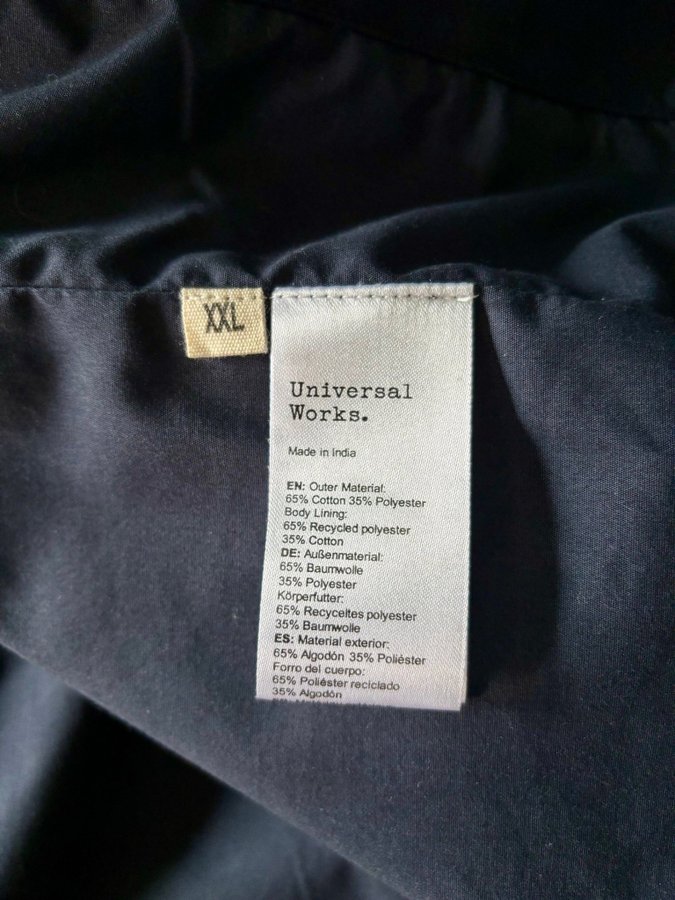 XXL
Universal
Works.
Made in India
EN: Outer Material:
65% Cotton 35% Polyester
Body Lining:
65% Recycled polyester
35% Cotton
DE: Außenmaterial:
65% Baumwolle
35% Polyester
Körperfutter:
65% Recyceltes polyester
35% Baumwolle
ES: Material exterior:
65% Algodón 35% Poliéster
Forro del cuerpo:
65% Poliéster reciclado
35% Algodón